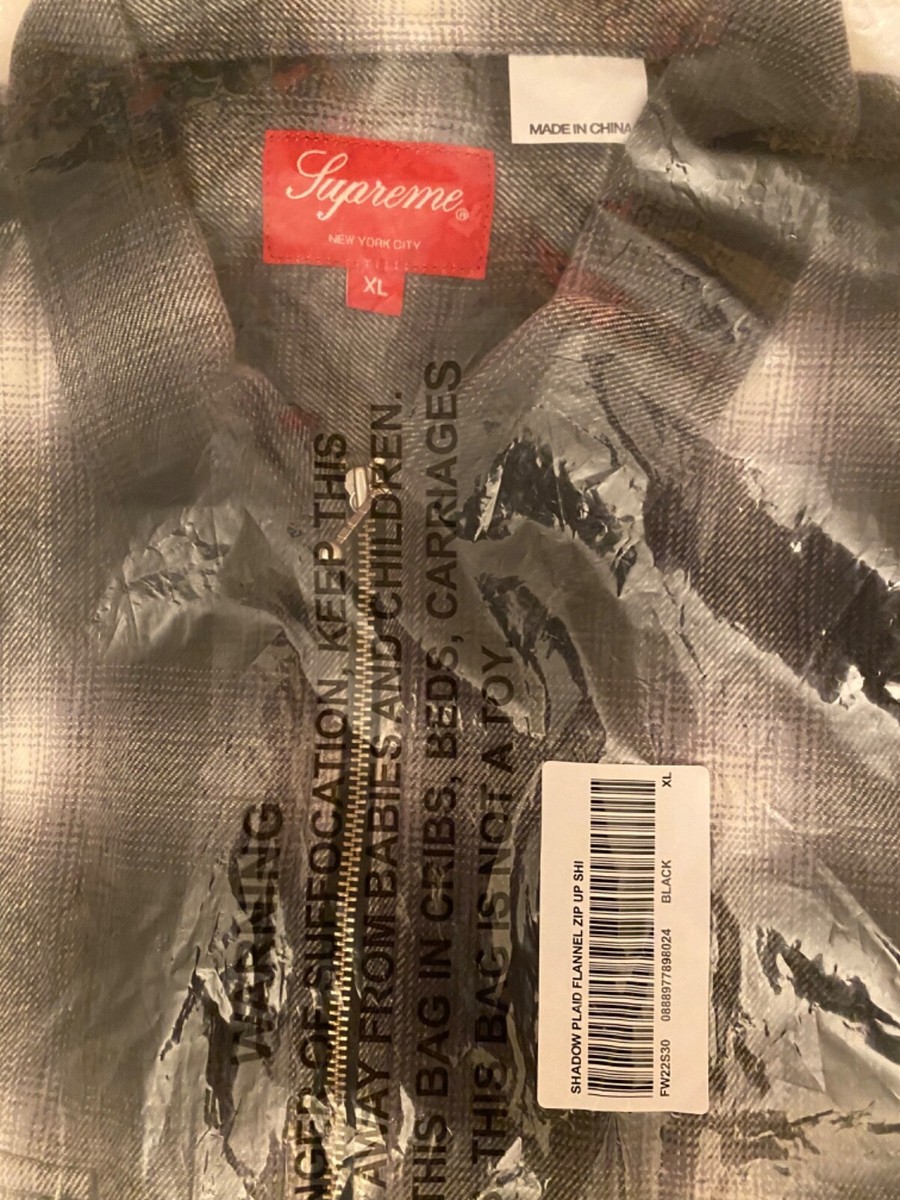 MADE IN CHINA
Supreme®
NEW YORK CITY
XL
WARNING
NGER OF SUFFOCATION, KEEP THIS
AWAY FROM BABIES AND CHILDREN.
THIS BAG IN CRIBS, BEDS, CARRIAGES
THIS BAG IS NOT A TOY
SHADOW PLAID FLANNEL ZIP UP SHI
FW22S30 0888977898024 BLACK XL